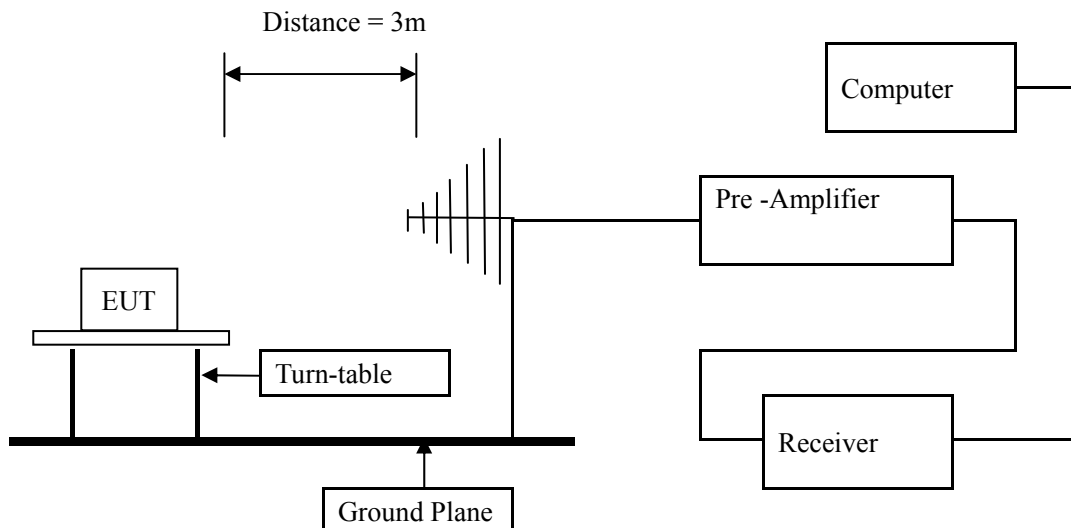 Distance = 3m
Computer
Pre -Amplifier
EUT
Turn-table
Receiver
Ground Plane